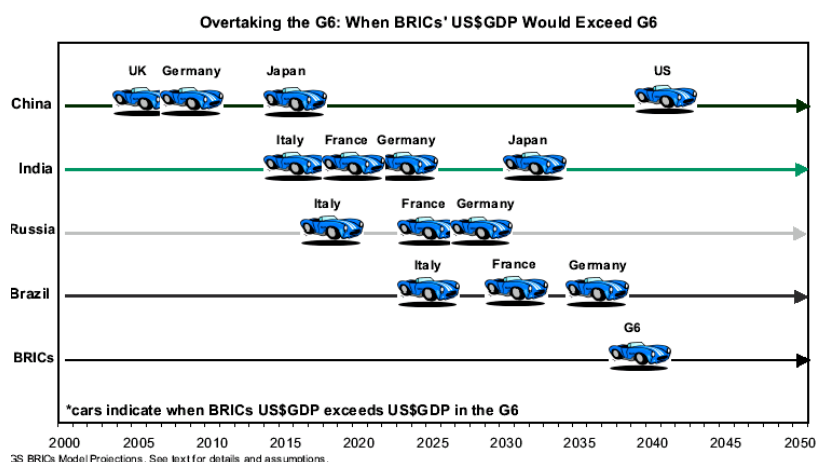 Overtaking the G6: When BRICs' US$GDP Would Exceed G6
UK Germany Japan US
China
Italy France Germany Japan
India
Italy France Germany
Russia
Italy France Germany
Brazil
G6
BRICs
*cars indicate when BRICs US$GDP exceeds US$GDP in the G6
2000 2005 2010 2015 2020 2025 2030 2035 2040 2045 2050
GS BRICs Model Projections. See text for details and assumptions.